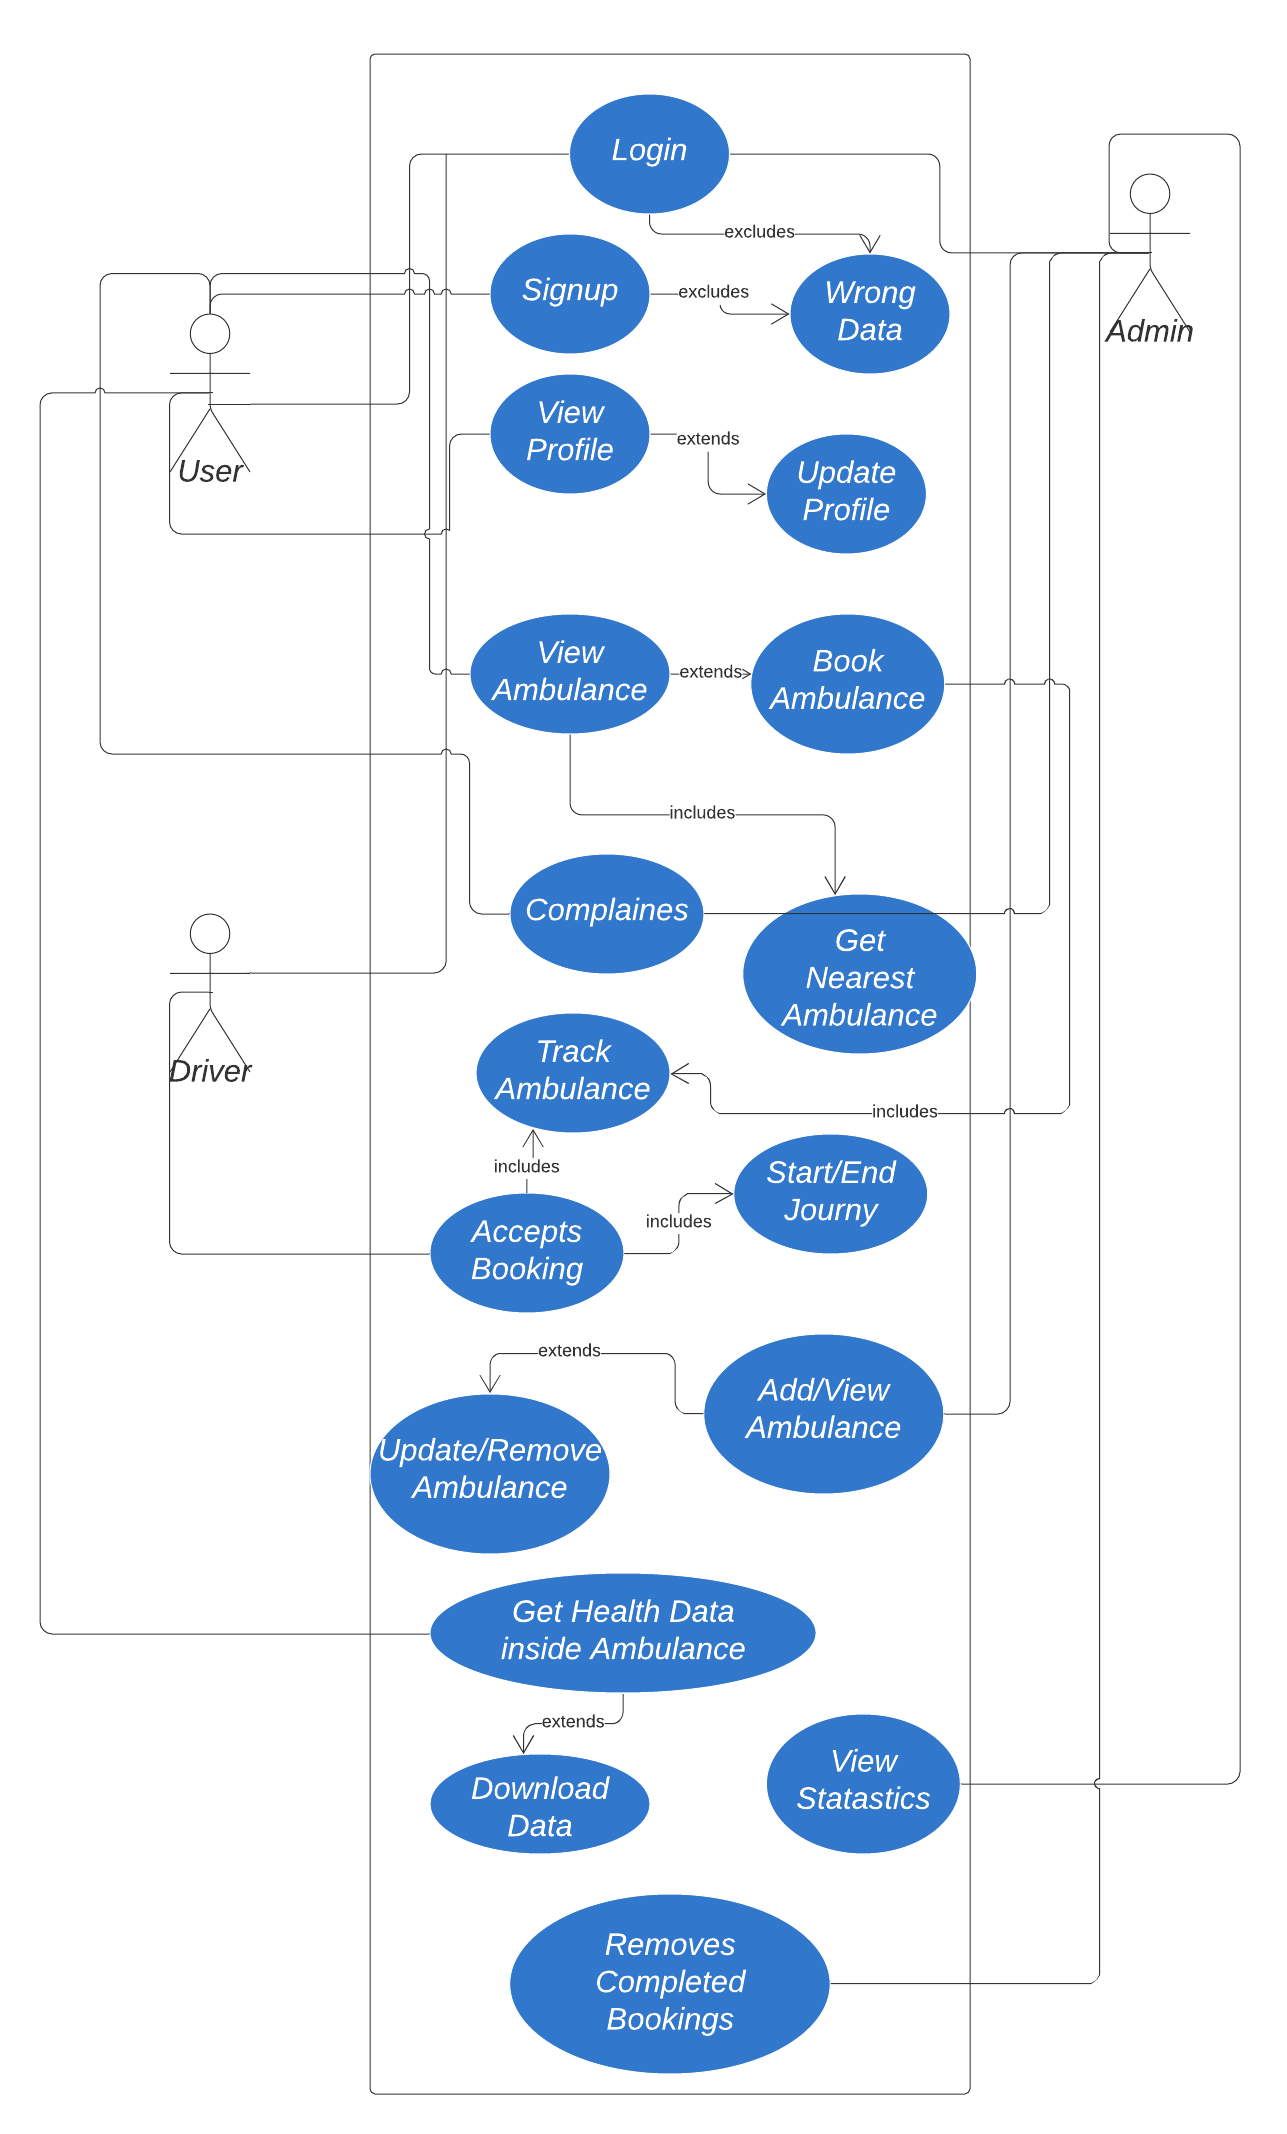 Login
excludes
Signup
excludes
Wrong
Data
Admin
View
Profile
extends
Update
Profile
User
View
Ambulance
extends
Book
Ambulance
includes
Complaines
Get
Nearest
Ambulance
Driver
Track
Ambulance
includes
includes
Start/End
Journy
includes
Accepts
Booking
extends
Add/View
Ambulance
Update/Remove
Ambulance
Get Health Data
inside Ambulance
extends
View
Statastics
Download
Data
Removes
Completed
Bookings